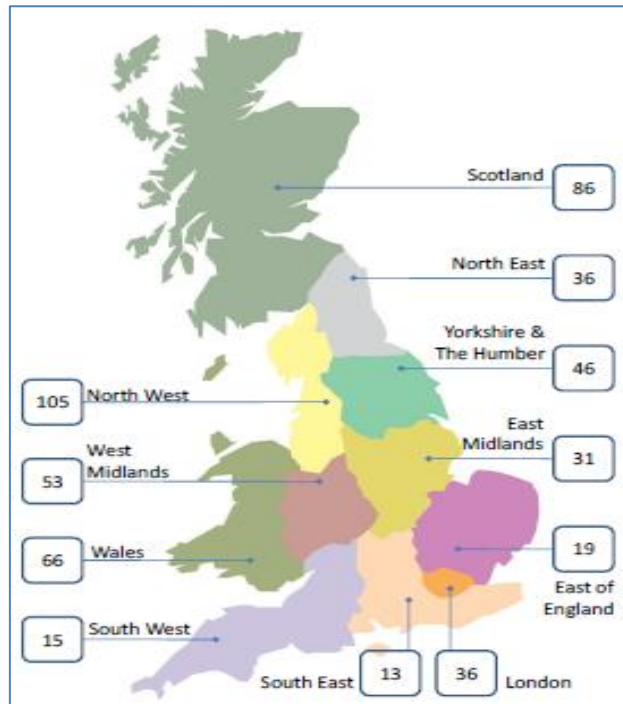 Scotland
86
North East
36
Yorkshire &
The Humber
46
105
North West
East
Midlands
31
West
Midlands
53
66
Wales
19
East of
England
15
South West
South East
13
36
London